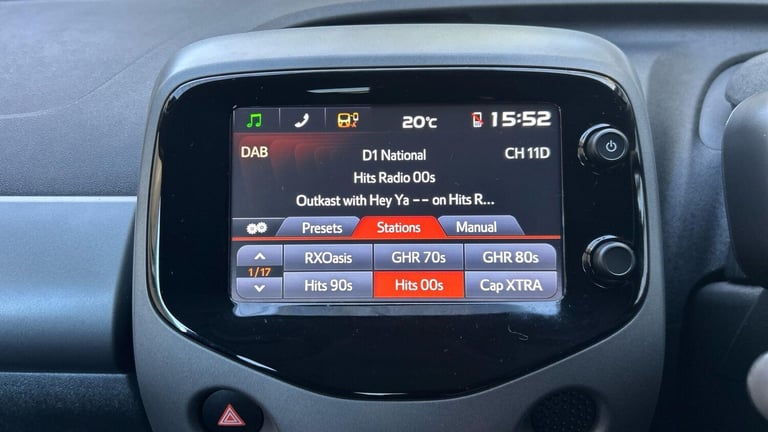 20°c
15:52
DAB
D1 National
CH 11D
Hits Radio 00s
Outkast with Hey Ya -- on Hits R...
Presets
Stations
Manual
RXOasis
GHR 70s
GHR 80s
1/17
Hits 90s
Hits 00s
Cap XTRA